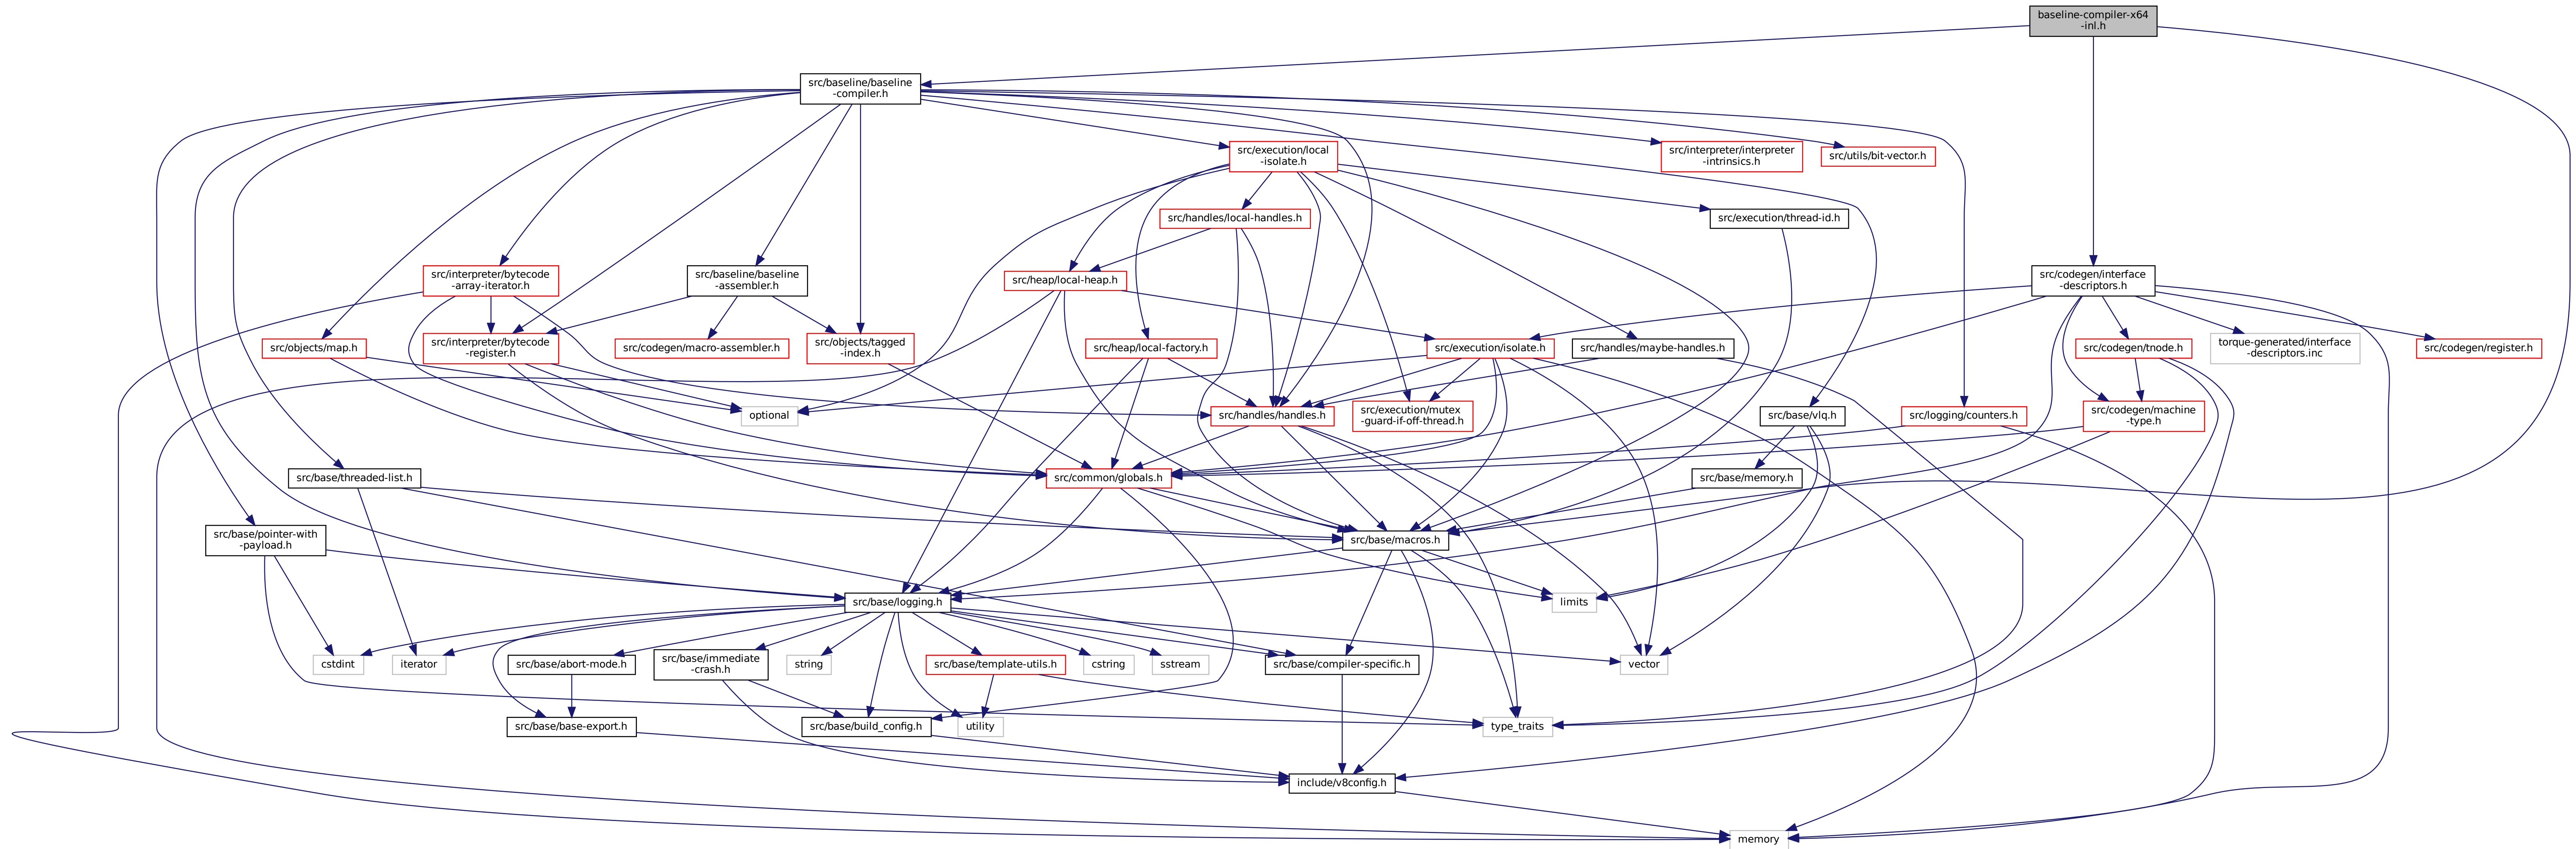 baseline-compiler-x64
-inl.h
src/baseline/baseline
-compiler.h
src/execution/local
-isolate.h
src/interpreter/interpreter
-intrinsics.h
src/utils/bit-vector.h
src/handles/local-handles.h
src/execution/thread-id.h
src/interpreter/bytecode
-array-iterator.h
src/baseline/baseline
-assembler.h
src/heap/local-heap.h
src/codegen/interface
-descriptors.h
src/objects/map.h
src/interpreter/bytecode
-register.h
src/codegen/macro-assembler.h
src/objects/tagged
-index.h
src/heap/local-factory.h
src/execution/isolate.h
src/handles/maybe-handles.h
src/codegen/tnode.h
torque-generated/interface
-descriptors.inc
src/codegen/register.h
optional
src/handles/handles.h
src/execution/mutex
-guard-if-off-thread.h
src/base/vlq.h
src/logging/counters.h
src/codegen/machine
-type.h
src/base/threaded-list.h
src/common/globals.h
src/base/memory.h
src/base/pointer-with
-payload.h
src/base/macros.h
src/base/logging.h
limits
cstdint
iterator
src/base/abort-mode.h
src/base/immediate
-crash.h
string
src/base/template-utils.h
cstring
sstream
src/base/compiler-specific.h
vector
src/base/base-export.h
src/base/build_config.h
utility
type_traits
include/v8config.h
memory